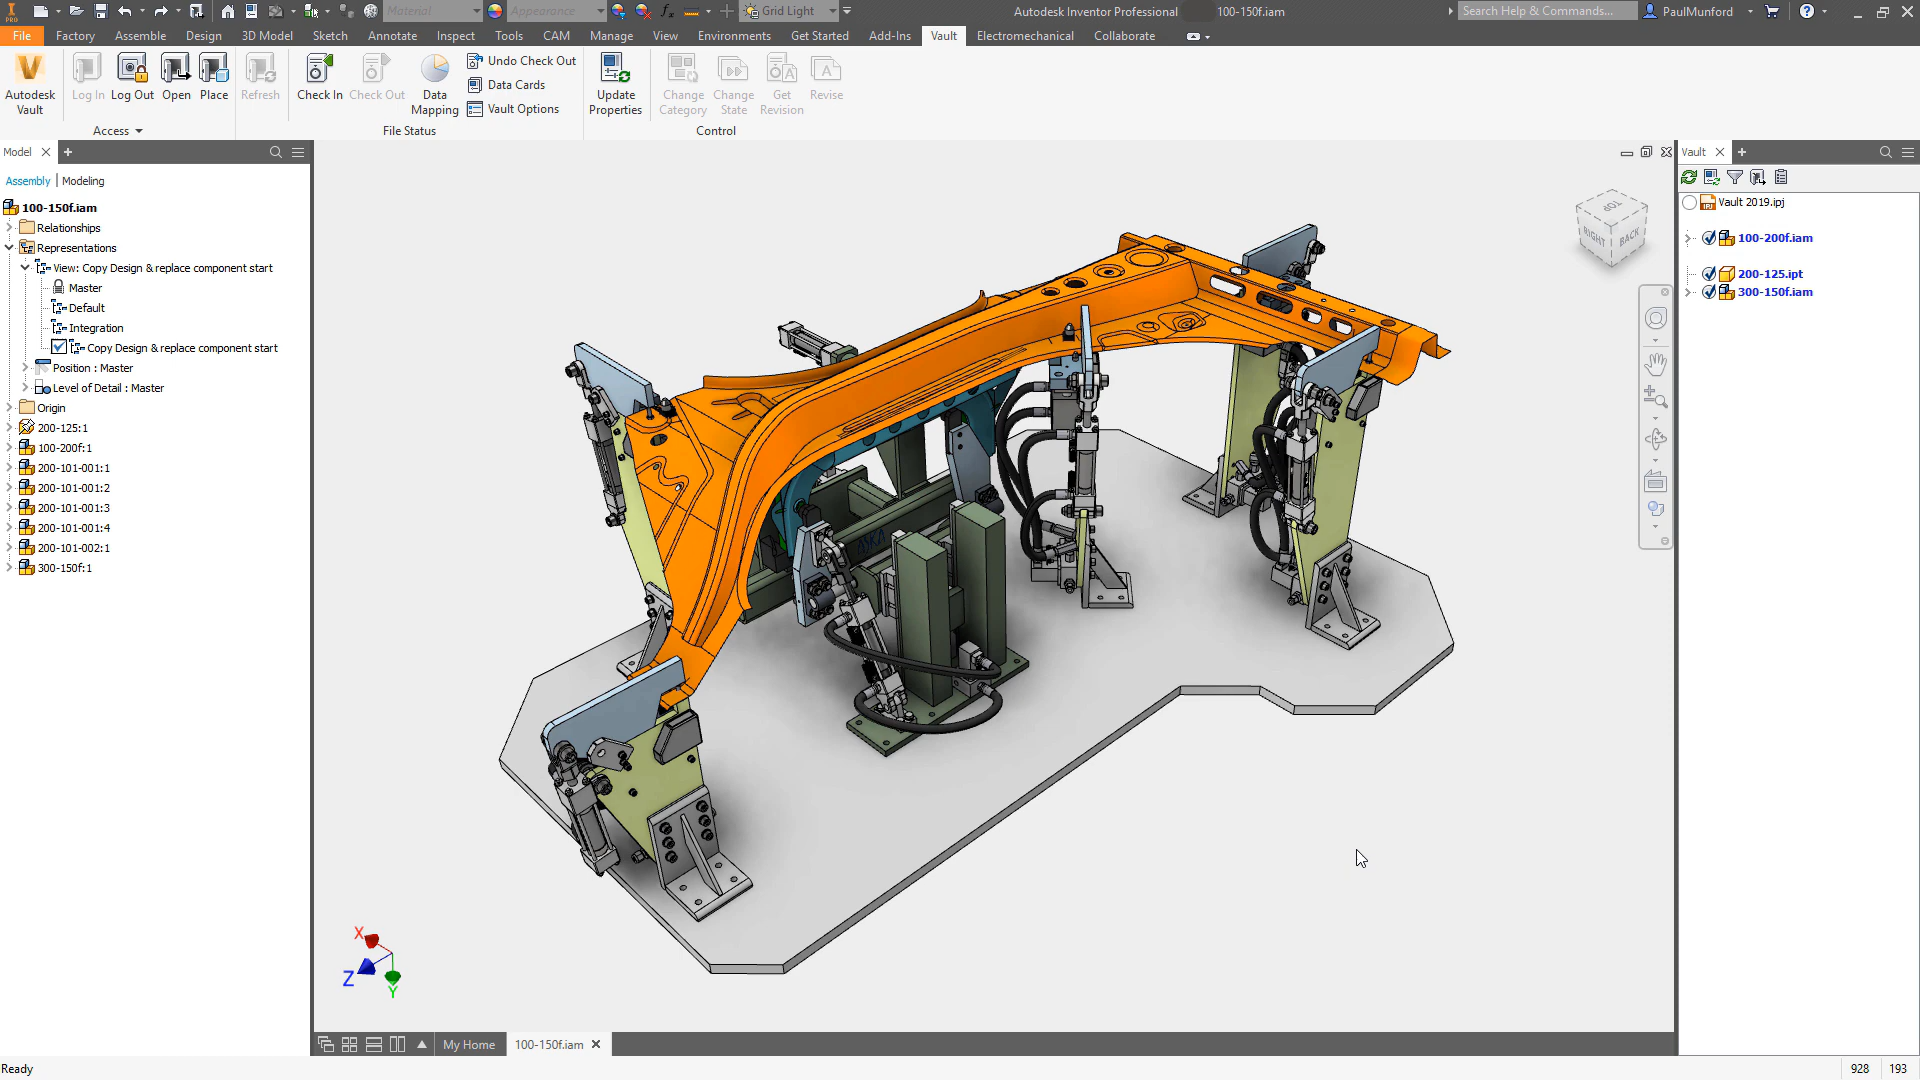 Material
Appearance
Grid Light
Autodesk Inventor Professional
100-150f.iam
Search Help & Commands...
PaulMunford
PRO
File
Factory
Assemble
Design
3D Model
Sketch
Annotate
Inspect
Tools
CAM
Manage
View
Environments
Get Started
Add-Ins
Vault
Electromechanical
Collaborate
Autodesk
Vault
Log In
Log Out
Open
Place
Refresh
Access
Check In
Check Out
Data
Mapping
Undo Check Out
Data Cards
Vault Options
File Status
Update
Properties
Change
Category
Change
State
Get
Revision
Revise
Control
Model
Assembly
Modeling
100-150f.iam
Relationships
Representations
View: Copy Design & replace component start
Master
Default
Integration
Copy Design & replace component start
Position : Master
Level of Detail : Master
Origin
200-125:1
100-200f:1
200-101-001:1
200-101-001:2
200-101-001:3
200-101-001:4
200-101-002:1
300-150f:1
TOP
RIGHT
BACK
X
Z
Y
Vault
Vault 2019.ipj
100-200f.iam
200-125.ipt
300-150f.iam
My Home
100-150f.iam
Ready
928
193